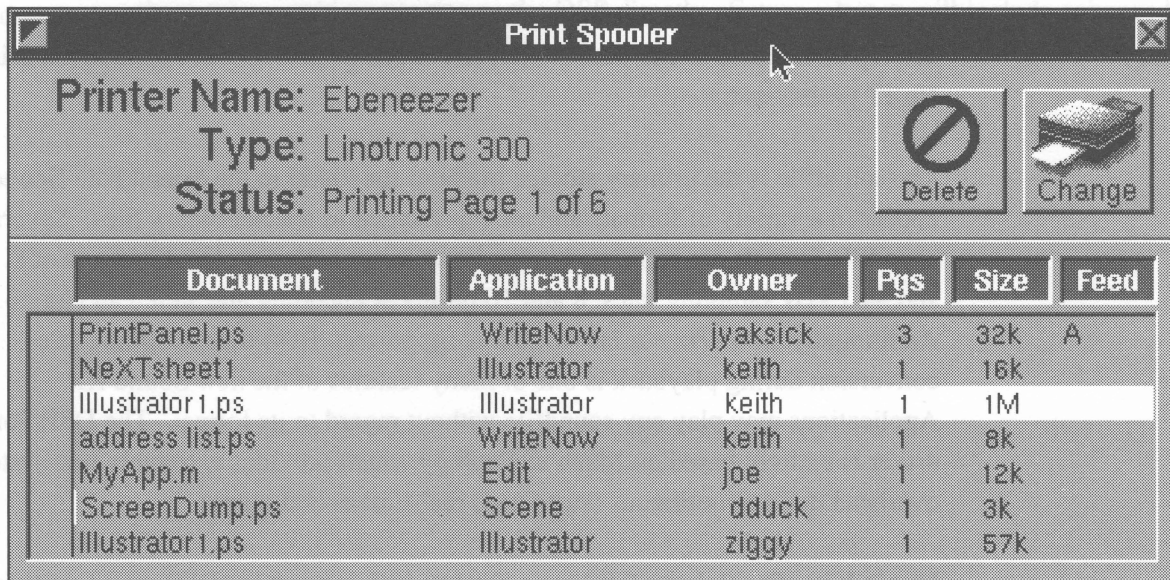 Print Spooler
Printer Name: Ebeneezer
Type: Linotronic 300
Status: Printing Page 1 of 6
Delete
Change
Document Application Owner Pgs Size Feed
PrintPanel.ps WriteNow jyaksick 3 32k A
NeXTsheet1 Illustrator keith 1 16k
Illustrator1.ps Illustrator keith 1 1M
address list.ps WriteNow keith 1 8k
MyApp.m Edit joe 1 12k
ScreenDump.ps Scene dduck 1 3k
Illustrator1.ps Illustrator ziggy 1 57k